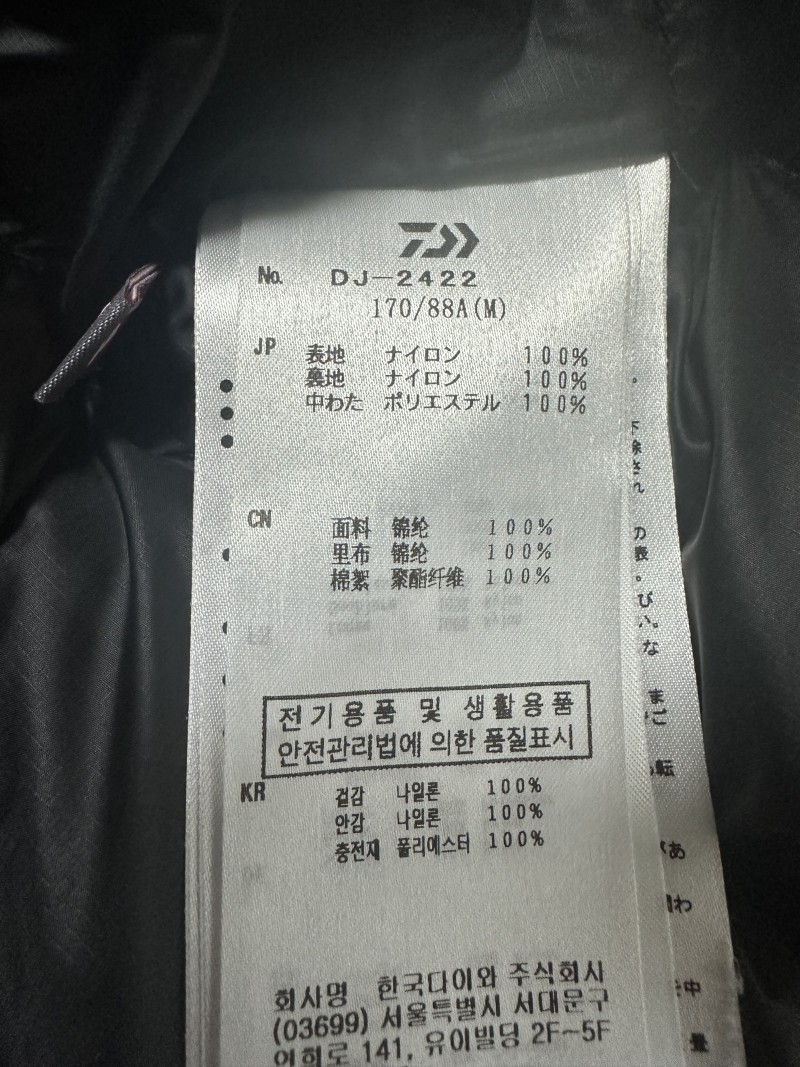 No. DJ-2422
170/88A(M)
JP 表地 ナイロン 100%
裏地 ナイロン 100%
中わた ポリエステル 100%
CN 面料 锦纶 100%
里布 锦纶 100%
棉絮 聚酯纤维 100%
전기용품 및 생활용품
안전관리법에 의한 품질표시
KR 겉감 나일론 100%
안감 나일론 100%
충전재 폴리에스터 100%
회사명 한국다이와 주식회사
(03699) 서울특별시 서대문구
연희로 141, 유이빌딩 2F~5F